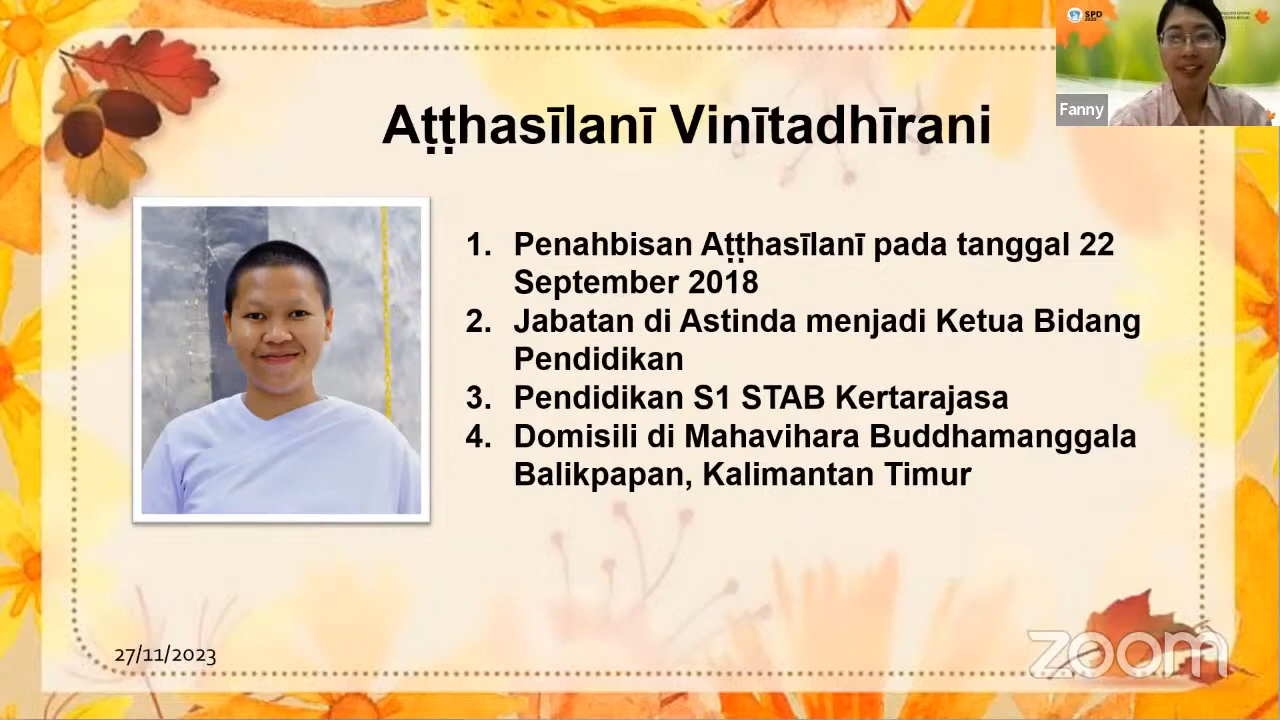 SPD
Fanny
Aṭṭhasīlanī Vinītadhīrani
1. Penahbisan Aṭṭhasīlanī pada tanggal 22
September 2018
2. Jabatan di Astinda menjadi Ketua Bidang
Pendidikan
3. Pendidikan S1 STAB Kertarajasa
4. Domisili di Mahavihara Buddhamanggala
Balikpapan, Kalimantan Timur
27/11/2023
zoom